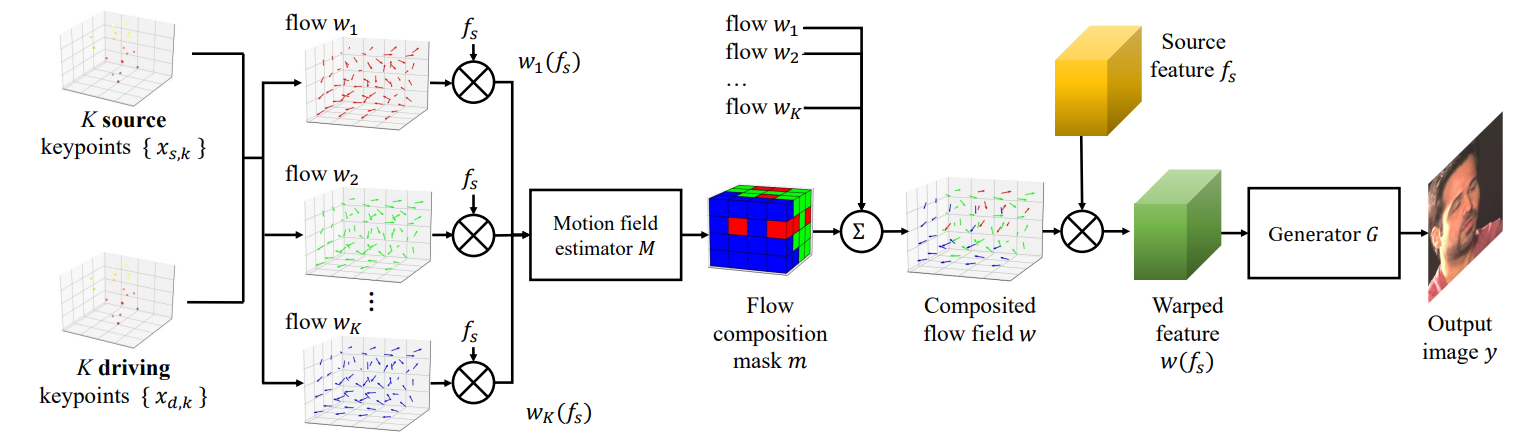 K source
keypoints { x_{s,k} }
K driving
keypoints { x_{d,k} }
flow w_1
f_s
w_1(f_s)
flow w_2
f_s
⋮
flow w_K
f_s
w_K(f_s)
Motion field
estimator M
flow w_1
flow w_2
…
flow w_K
Flow
composition
mask m
Σ
Composited
flow field w
Source
feature f_s
Warped
feature
w(f_s)
Generator G
Output
image y